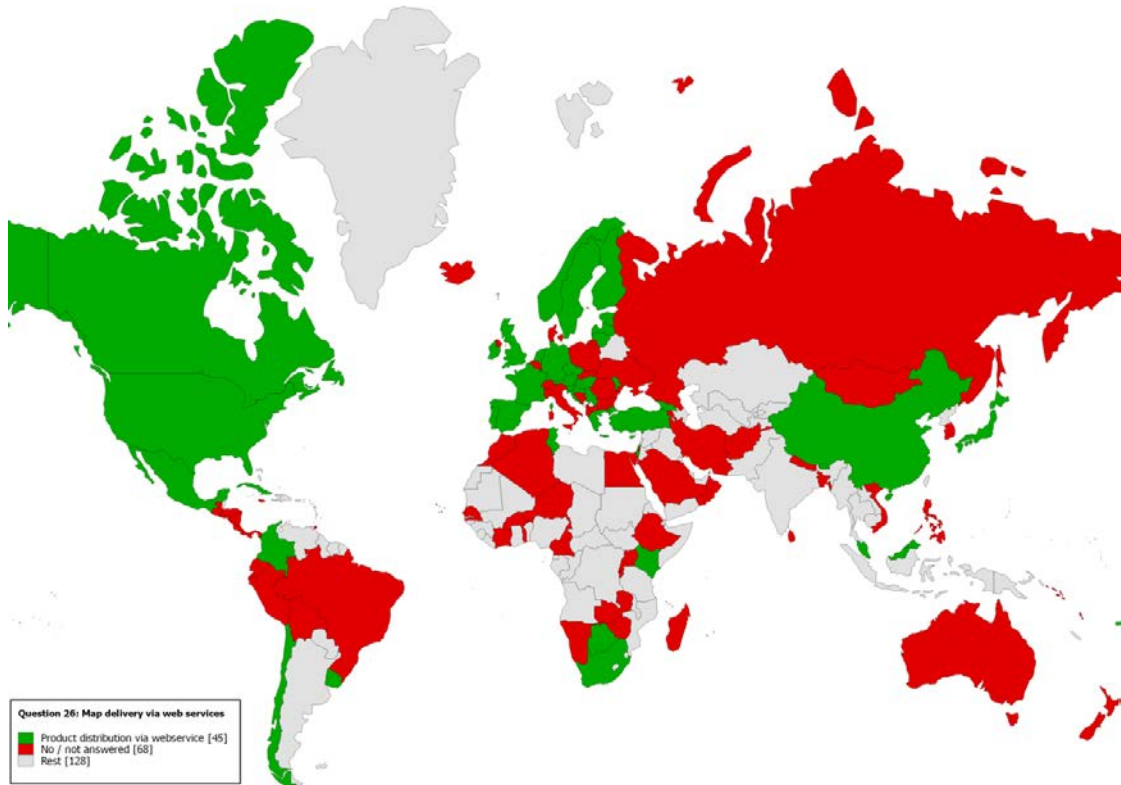 Question 26: Map delivery via web services
Product distribution via webservice [45]
No / not answered [68]
Rest [128]